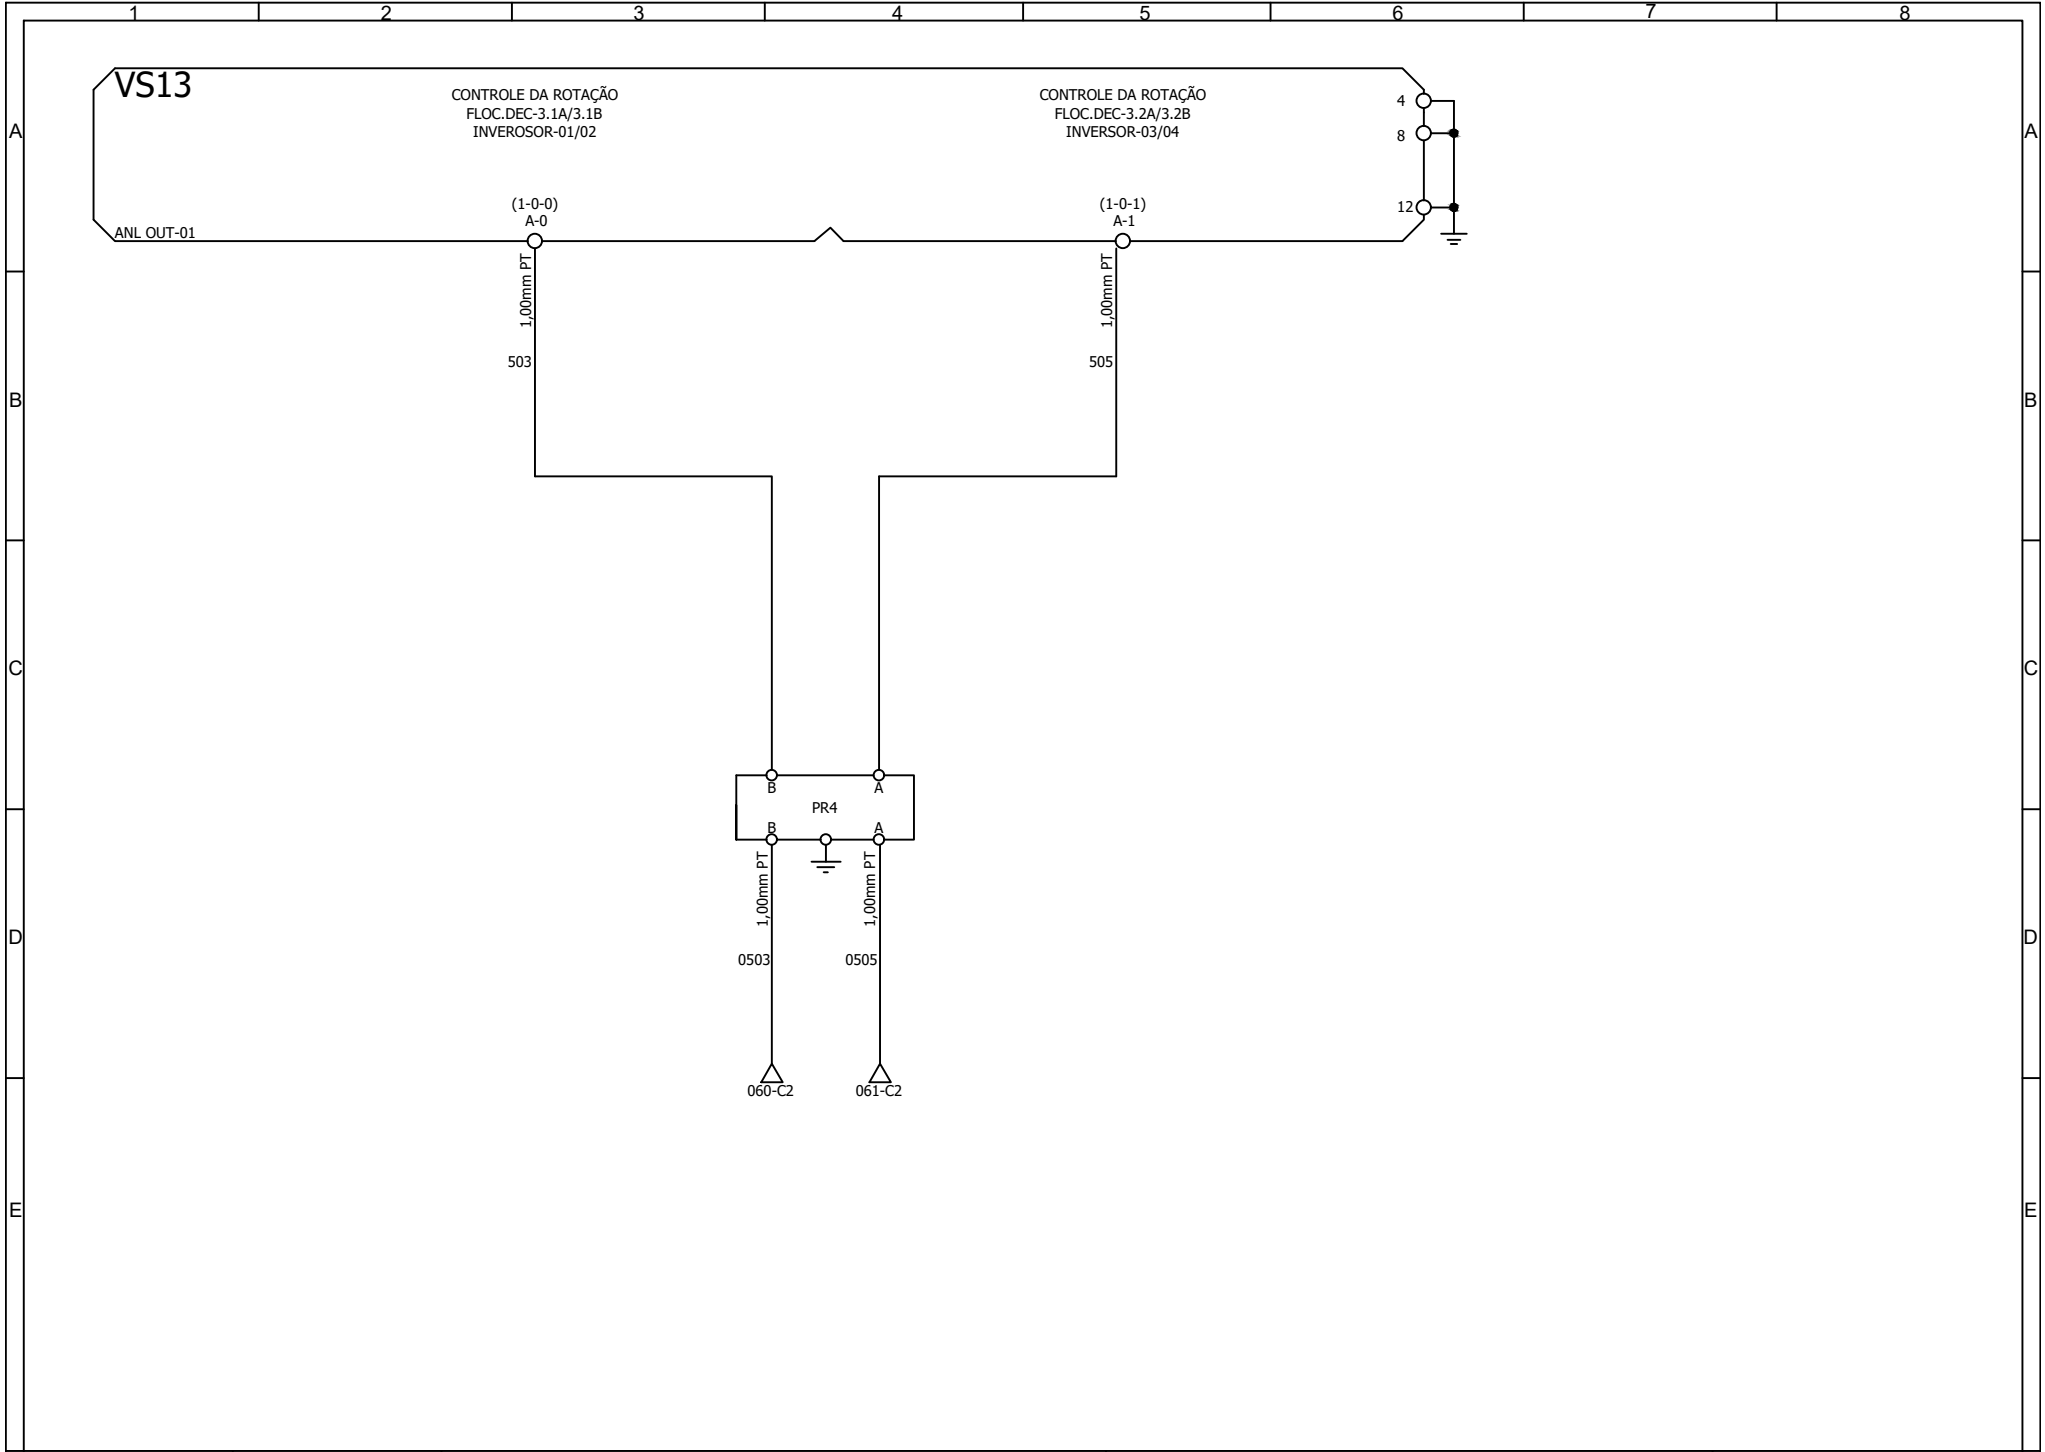 1 2 3 4 5 6 7 8
VS13
CONTROLE DA ROTAÇÃO
FLOC.DEC-3.1A/3.1B
INVEROSOR-01/02
CONTROLE DA ROTAÇÃO
FLOC.DEC-3.2A/3.2B
INVERSOR-03/04
4
8
12
A A
(1-0-0)
A-0
(1-0-1)
A-1
ANL OUT-01
1,00mm PT
1,00mm PT
503
505
B B
C C
B A
PR4
B A
1,00mm PT
1,00mm PT
0503
0505
D D
060-C2
061-C2
E E